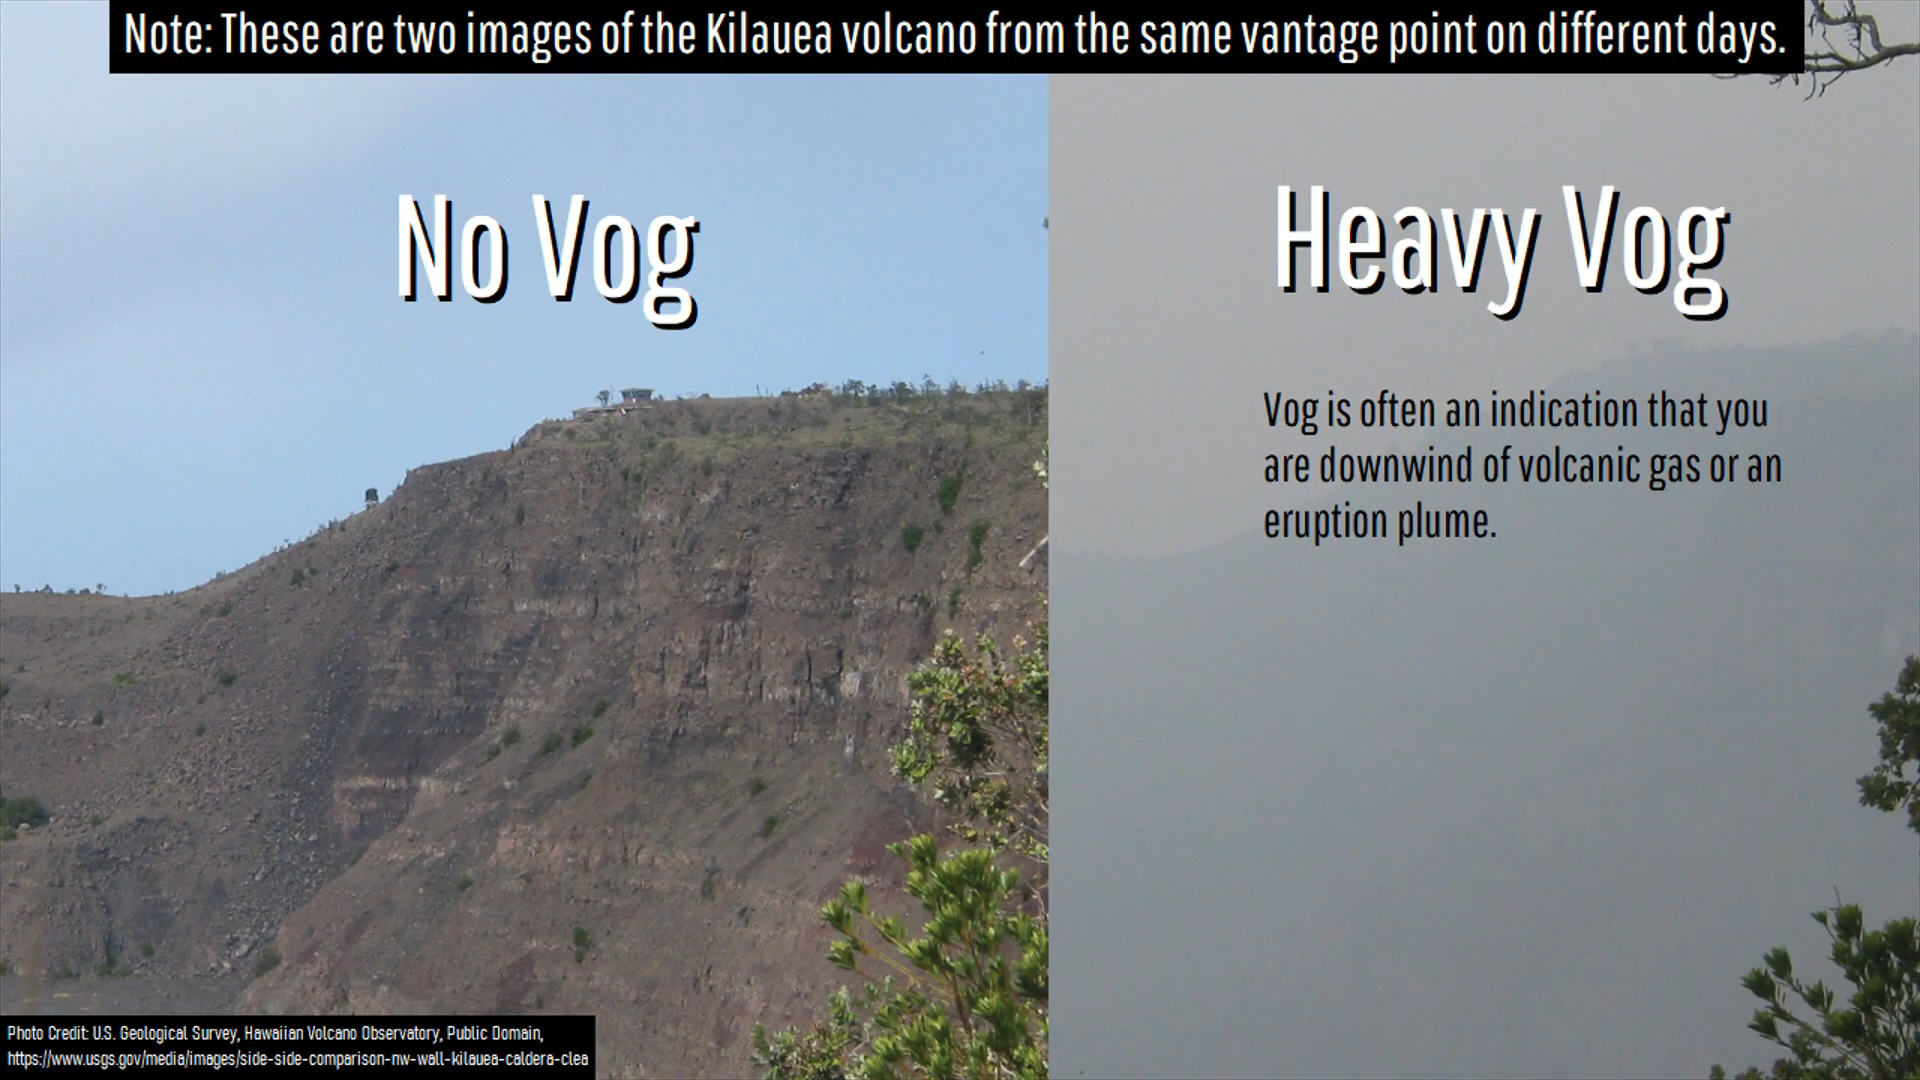 Note: These are two images of the Kilauea volcano from the same vantage point on different days.
No Vog
Heavy Vog
Vog is often an indication that you
are downwind of volcanic gas or an
eruption plume.
Photo Credit: U.S. Geological Survey, Hawaiian Volcano Observatory, Public Domain,
https://www.usgs.gov/media/images/side-side-comparison-nw-wall-kilauea-caldera-clea